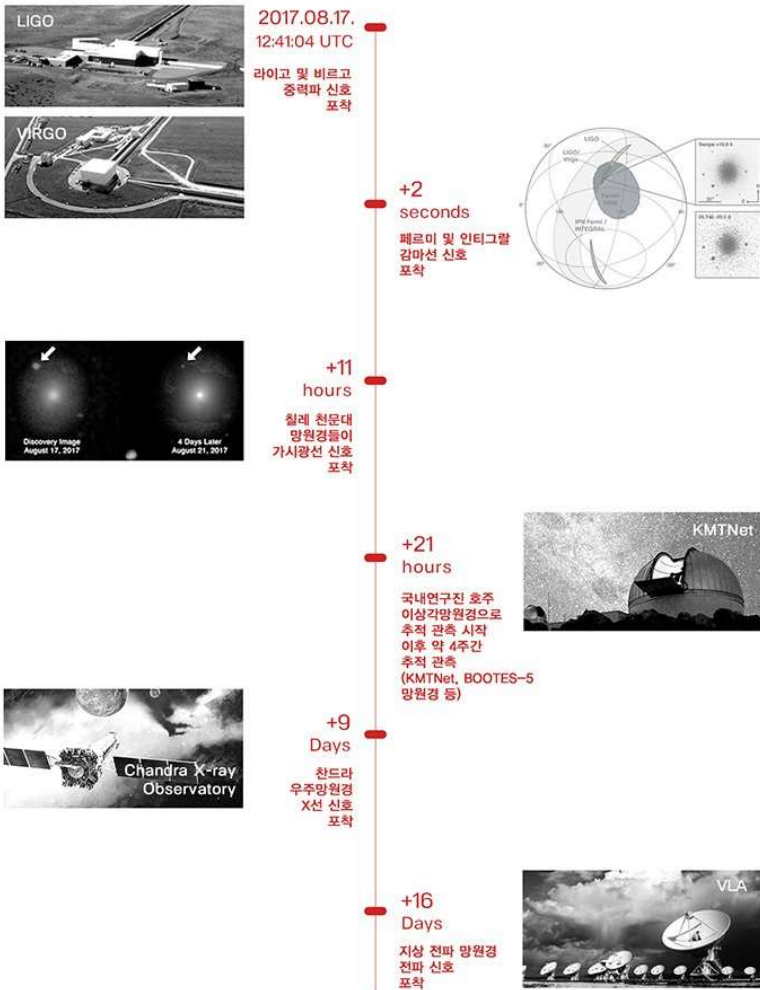 LIGO
2017.08.17.
12:41:04 UTC
라이고 및 비르고
중력파 신호
포착
VIRGO
+2
seconds
페르미 및 인티그랄
감마선 신호
포착
LIGO
LIGO/
Virgo
IPN Fermi /
INTEGRAL
+11
hours
칠레 천문대
망원경들이
가시광선 신호
포착
Discovery Image
August 17, 2017
4 Days Later
August 21, 2017
+21
hours
국내연구진 호주
이상각망원경으로
추적 관측 시작
이후 약 4주간
추적 관측
(KMTNet, BOOTES-5
망원경 등)
KMTNet
+9
Days
찬드라
우주망원경
X선 신호
포착
Chandra X-ray
Observatory
+16
Days
지상 전파 망원경
전파 신호
포착
VLA